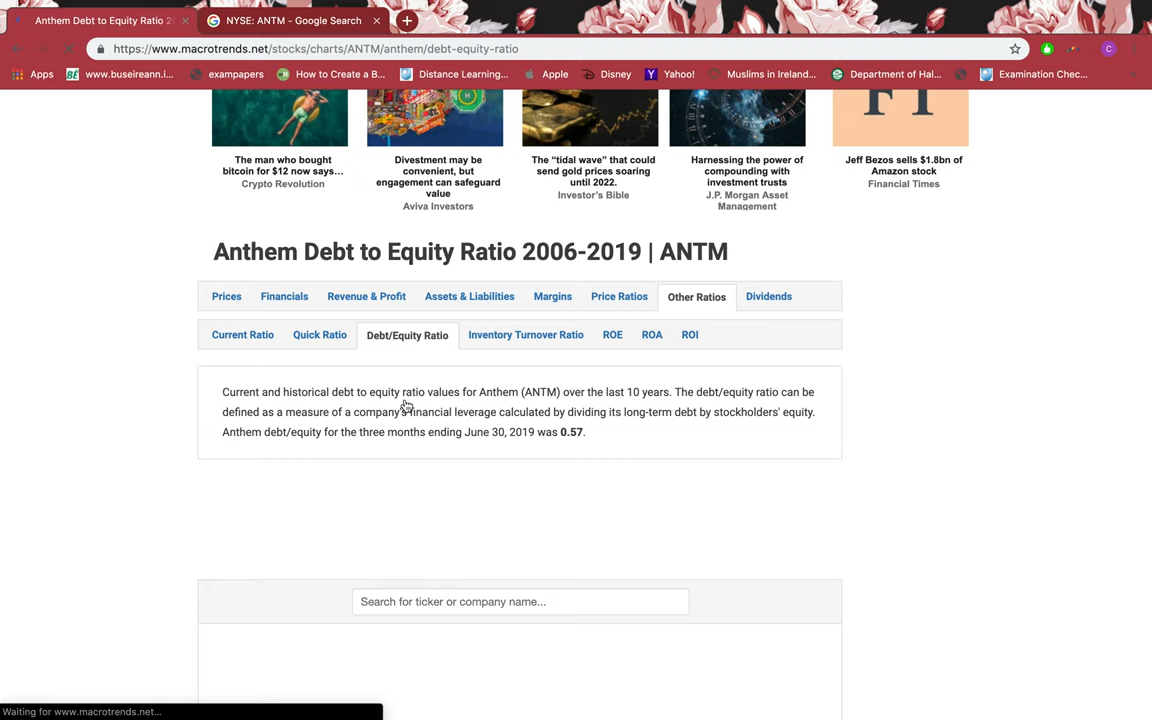 Anthem Debt to Equity Ratio 2
NYSE: ANTM - Google Search
https://www.macrotrends.net/stocks/charts/ANTM/anthem/debt-equity-ratio
C
Apps
BÉ www.buseireann.i...
exampapers
How to Create a B...
Distance Learning,...
Apple
Disney
Yahoo!
Muslims in Ireland...
Department of Hal...
Examination Chec...
FT
The man who bought
bitcoin for $12 now says...
Crypto Revolution
Divestment may be
convenient, but
engagement can safeguard
value
Aviva Investors
The “tidal wave” that could
send gold prices soaring
until 2022.
Investor's Bible
Harnessing the power of
compounding with
investment trusts
J.P. Morgan Asset
Management
Jeff Bezos sells $1.8bn of
Amazon stock
Financial Times
Anthem Debt to Equity Ratio 2006-2019 | ANTM
Prices Financials Revenue & Profit Assets & Liabilities Margins Price Ratios Other Ratios Dividends
Current Ratio Quick Ratio Debt/Equity Ratio Inventory Turnover Ratio ROE ROA ROI
Current and historical debt to equity ratio values for Anthem (ANTM) over the last 10 years. The debt/equity ratio can be
defined as a measure of a company's financial leverage calculated by dividing its long-term debt by stockholders' equity.
Anthem debt/equity for the three months ending June 30, 2019 was 0.57.
Search for ticker or company name...
Waiting for www.macrotrends.net...